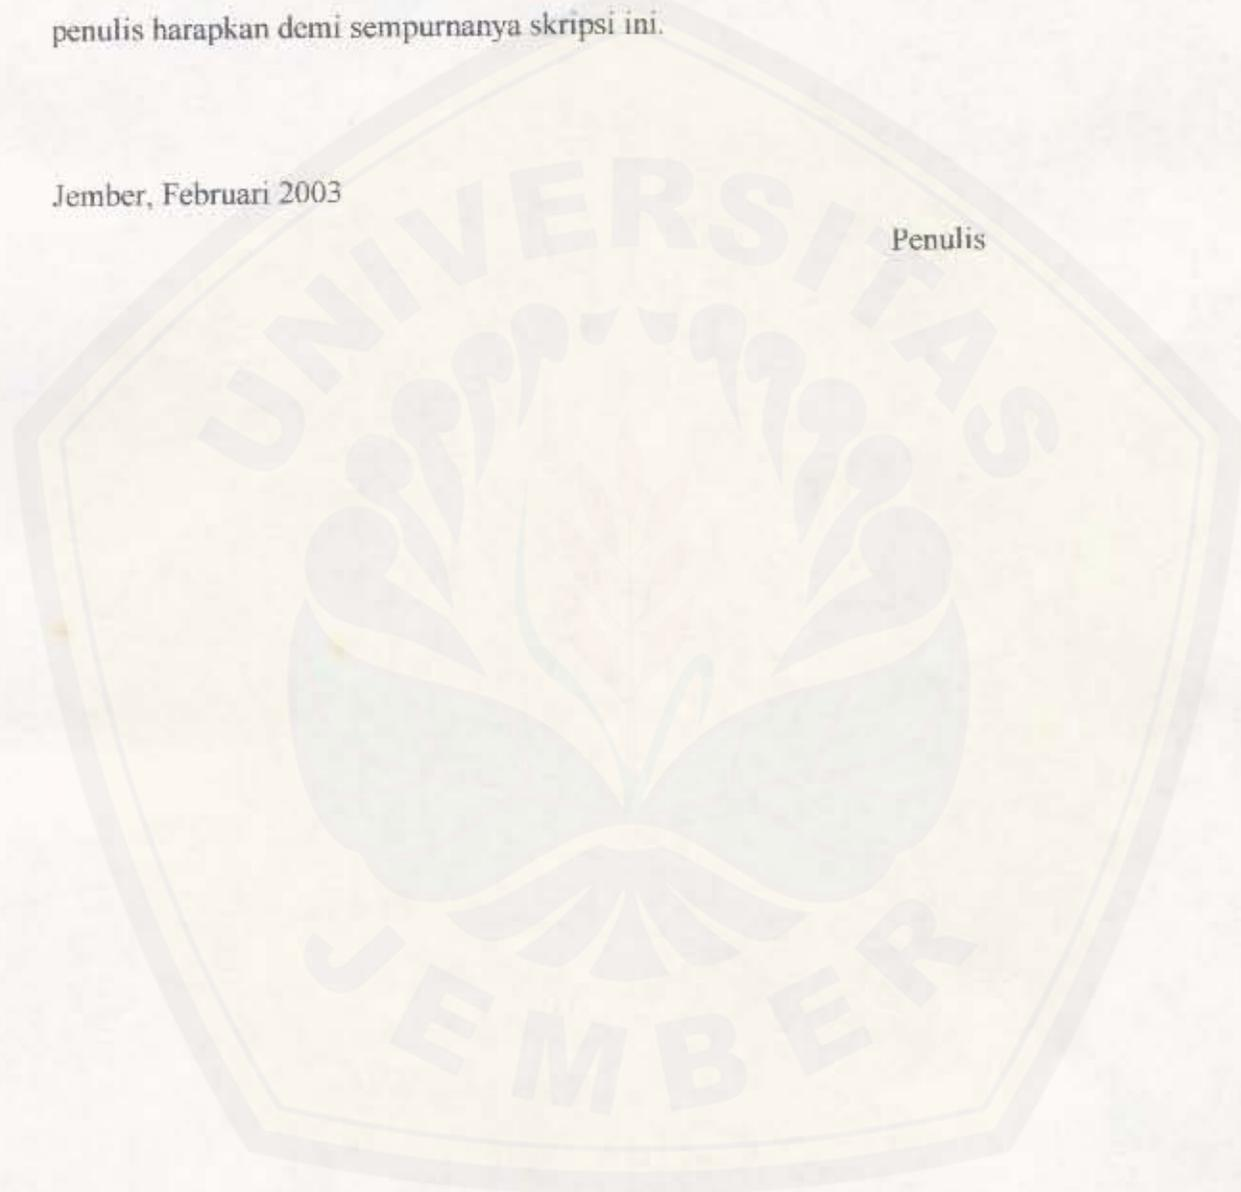 penulis harapkan demi sempurnanya skripsi ini.
Jember, Februari 2003
Penulis
UNIVERSITAS
JEMBER